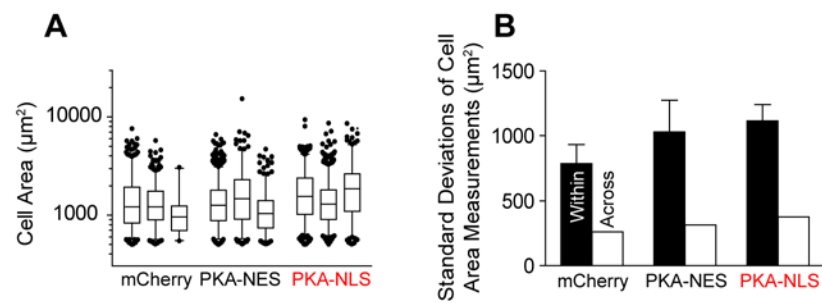 A
Cell Area (µm²)
10000
1000
mCherry
PKA-NES
PKA-NLS
B
Standard Deviations of Cell
Area Measurements (µm²)
1500
1000
500
0
Within
Across
mCherry
PKA-NES
PKA-NLS